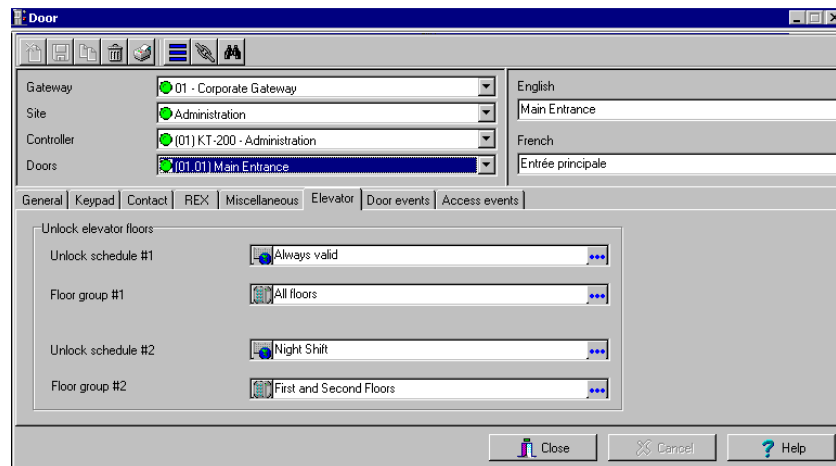 Door
Gateway
01 - Corporate Gateway
English
Site
Administration
Main Entrance
Controller
(01) KT-200 - Administration
French
Doors
(01.01) Main Entrance
Entrée principale
General Keypad Contact REX Miscellaneous Elevator Door events Access events
Unlock elevator floors
Unlock schedule #1
Always valid
Floor group #1
All floors
Unlock schedule #2
Night Shift
Floor group #2
First and Second Floors
Close
Cancel
Help